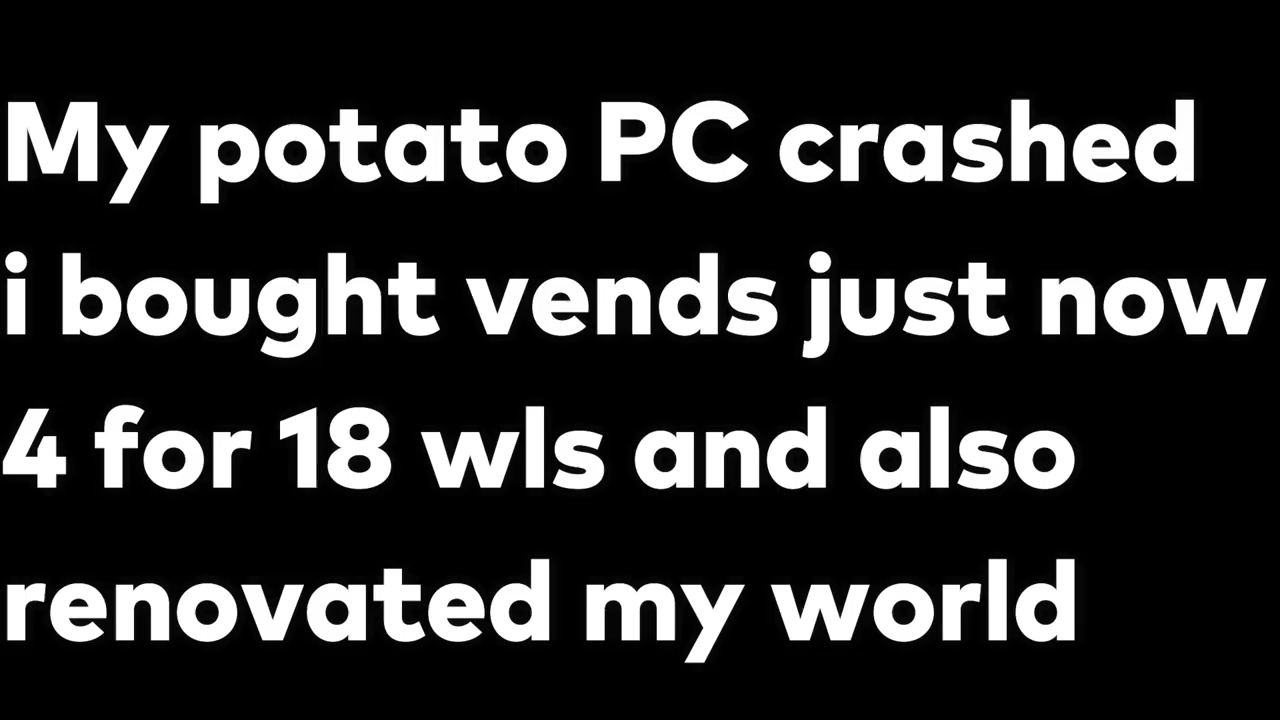 My potato PC crashed
i bought vends just now
4 for 18 wls and also
renovated my world